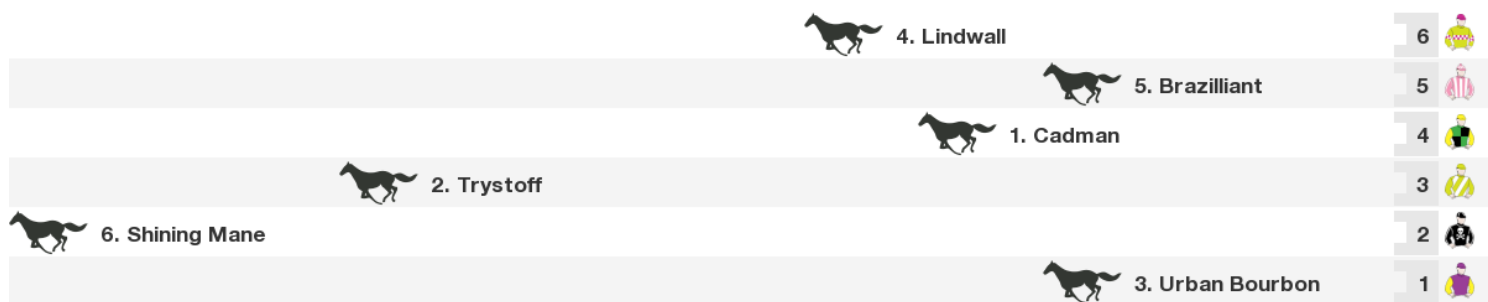 4. Lindwall 6
5. Brazilliant 5
1. Cadman 4
2. Trystoff 3
6. Shining Mane 2
3. Urban Bourbon 1